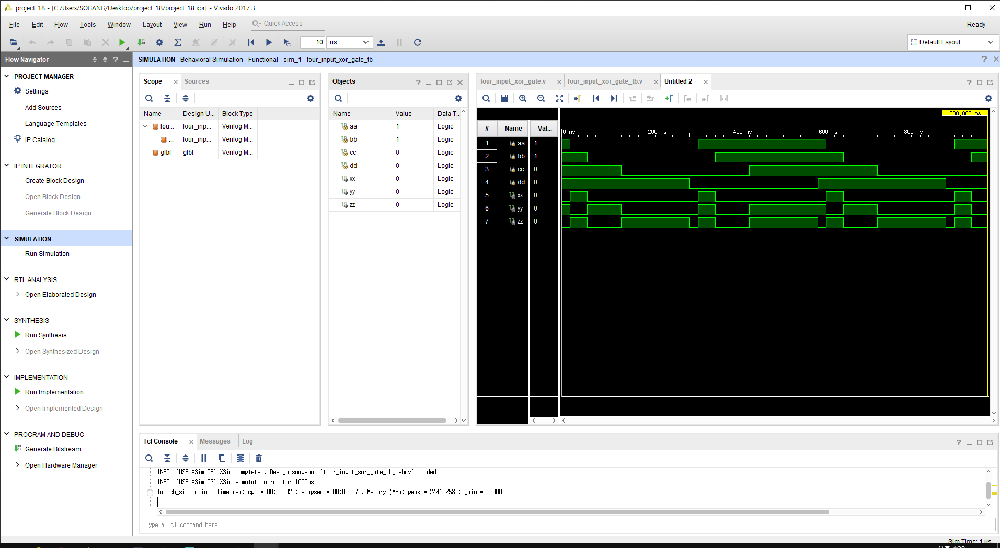 project_18 - [C:/Users/SOGANG/Desktop/project_18/project_18.xpr] - Vivado 2017.3
File Edit Flow Tools Window Layout View Run Help Quick Access Ready
10 us Default Layout
Flow Navigator
SIMULATION - Behavioral Simulation - Functional - sim_1 - four_input_xor_gate_tb
PROJECT MANAGER
Settings
Add Sources
Language Templates
IP Catalog
IP INTEGRATOR
Create Block Design
Open Block Design
Generate Block Design
SIMULATION
Run Simulation
RTL ANALYSIS
Open Elaborated Design
SYNTHESIS
Run Synthesis
Open Synthesized Design
IMPLEMENTATION
Run Implementation
Open Implemented Design
PROGRAM AND DEBUG
Generate Bitstream
Open Hardware Manager
Scope Sources
Name Design U... Block Type
fou... four_inp... Verilog M...
... four_inp... Verilog M...
glbl glbl Verilog M...
Objects
Name Value Data T...
aa 1 Logic
bb 1 Logic
cc 0 Logic
dd 0 Logic
xx 0 Logic
yy 0 Logic
zz 0 Logic
four_input_xor_gate.v four_input_xor_gate_tb.v Untitled 2
1,000,000 ns
# Name Val... 0 ns 200 ns 400 ns 600 ns 800 ns
1 aa 1
2 bb 1
3 cc 0
4 dd 0
5 xx 0
6 yy 0
7 zz 0
Tcl Console Messages Log
INFO: [USF-XSim-96] XSim completed. Design snapshot 'four_input_xor_gate_tb_behav' loaded.
INFO: [USF-XSim-97] XSim simulation ran for 1000ns
launch_simulation: Time (s): cpu = 00:00:02 ; elapsed = 00:00:07 . Memory (MB): peak = 2441.258 ; gain = 0.000
Type a Tcl command here
Sim Time: 1 us